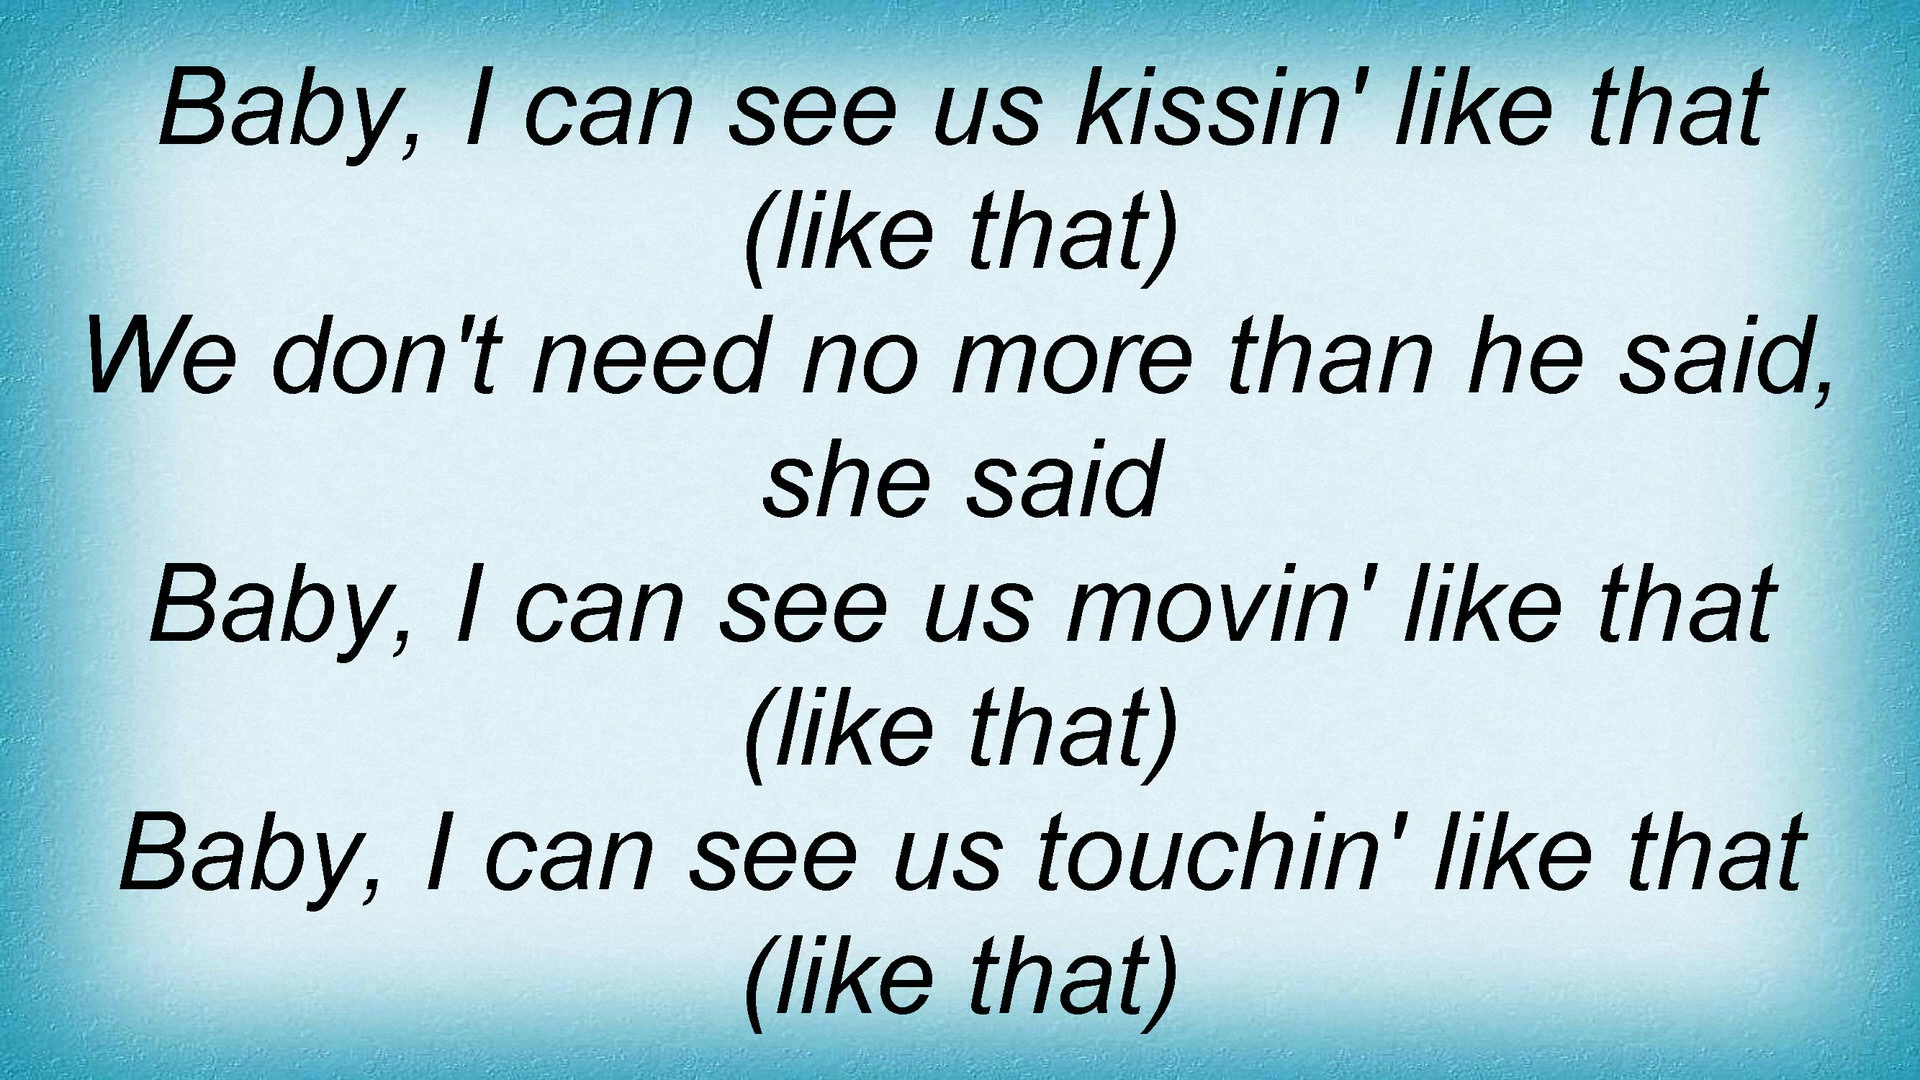 Baby, I can see us kissin' like that
(like that)
We don't need no more than he said,
she said
Baby, I can see us movin' like that
(like that)
Baby, I can see us touchin' like that
(like that)